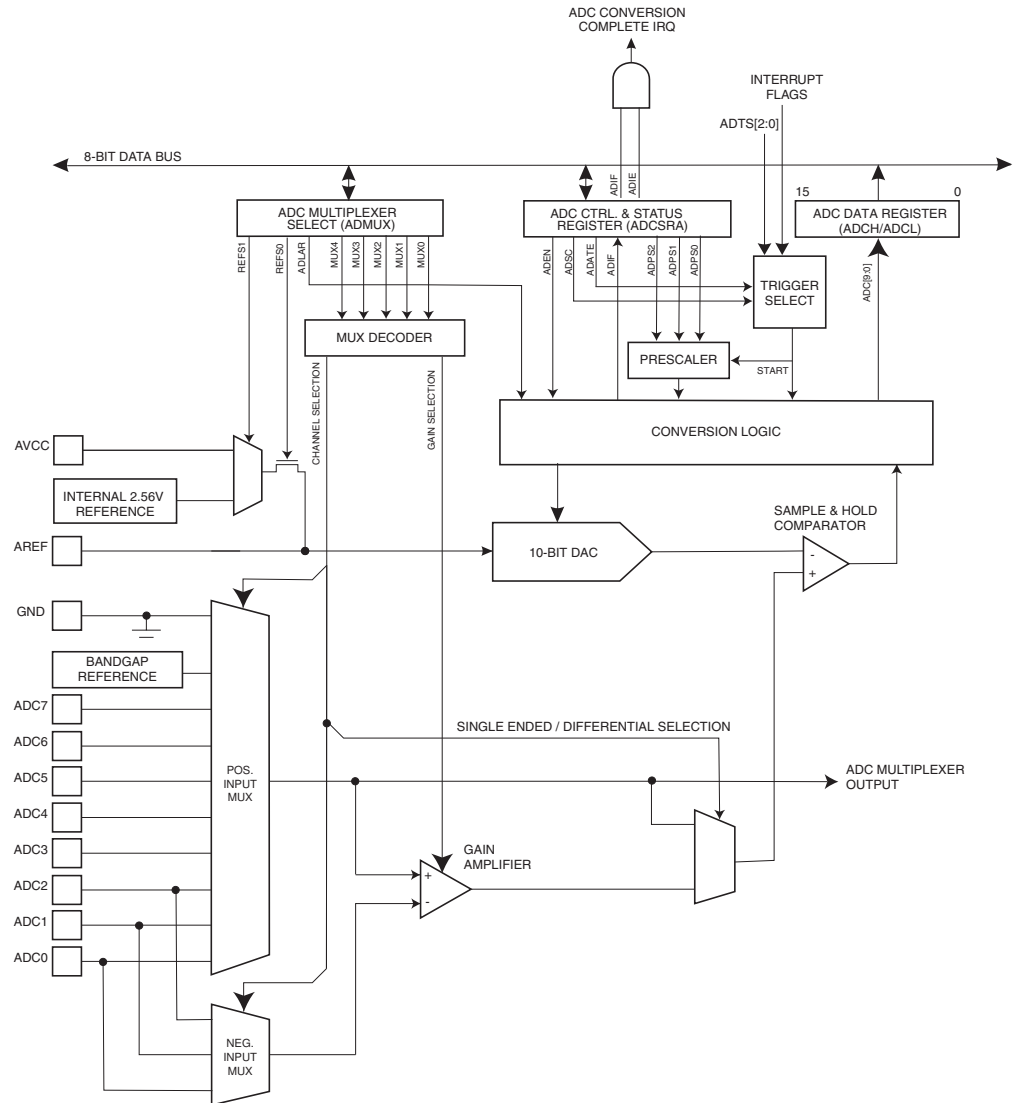 ADC CONVERSION
COMPLETE IRQ
INTERRUPT
FLAGS
ADTS[2:0]
8-BIT DATA BUS
ADIF
ADIE
15
0
ADC MULTIPLEXER
SELECT (ADMUX)
ADC CTRL. & STATUS
REGISTER (ADCSRA)
ADC DATA REGISTER
(ADCH/ADCL)
REFS1
REFS0
ADLAR
MUX4
MUX3
MUX2
MUX1
MUX0
ADEN
ADSC
ADATE
ADIF
ADPS2
ADPS1
ADPS0
ADC[9:0]
TRIGGER
SELECT
MUX DECODER
PRESCALER
START
CHANNEL SELECTION
GAIN SELECTION
CONVERSION LOGIC
AVCC
INTERNAL 2.56V
REFERENCE
SAMPLE & HOLD
COMPARATOR
AREF
10-BIT DAC
-
+
GND
BANDGAP
REFERENCE
ADC7
SINGLE ENDED / DIFFERENTIAL SELECTION
ADC6
ADC5
POS.
INPUT
MUX
ADC MULTIPLEXER
OUTPUT
ADC4
ADC3
GAIN
AMPLIFIER
+
-
ADC2
ADC1
ADC0
NEG.
INPUT
MUX